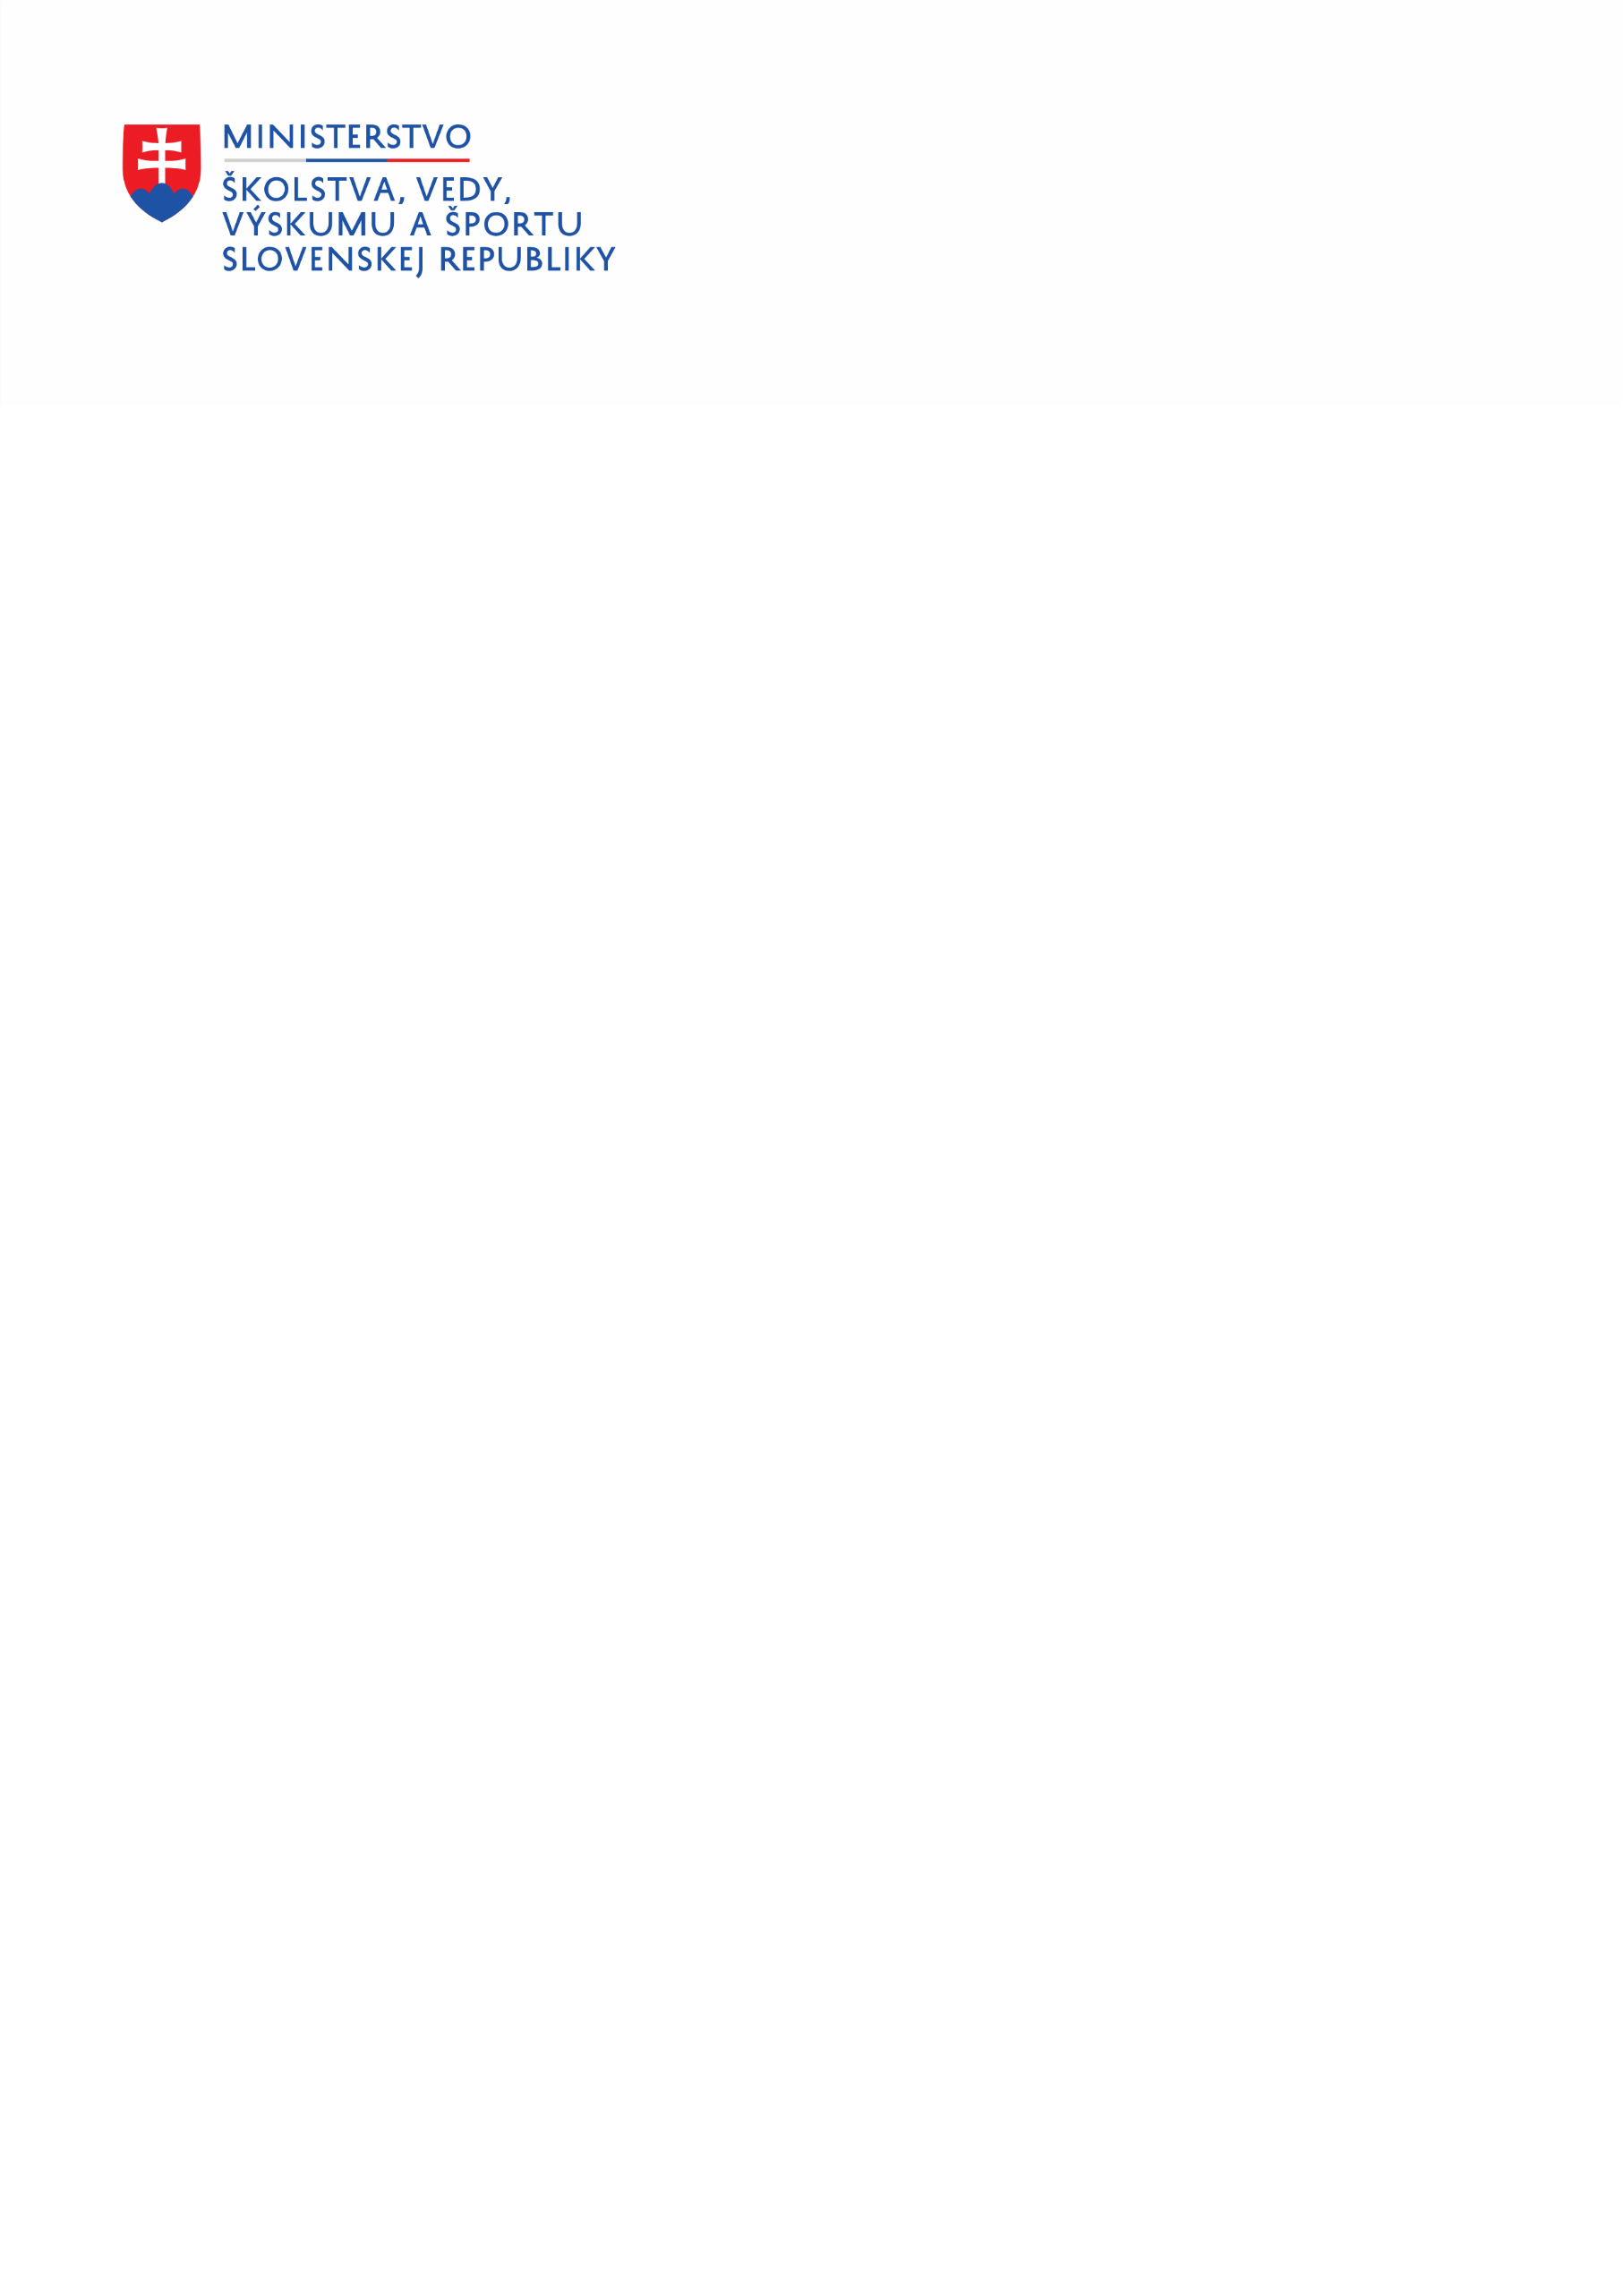 MINISTERSTVO
ŠKOLSTVA, VEDY,
VÝSKUMU A ŠPORTU
SLOVENSKEJ REPUBLIKY